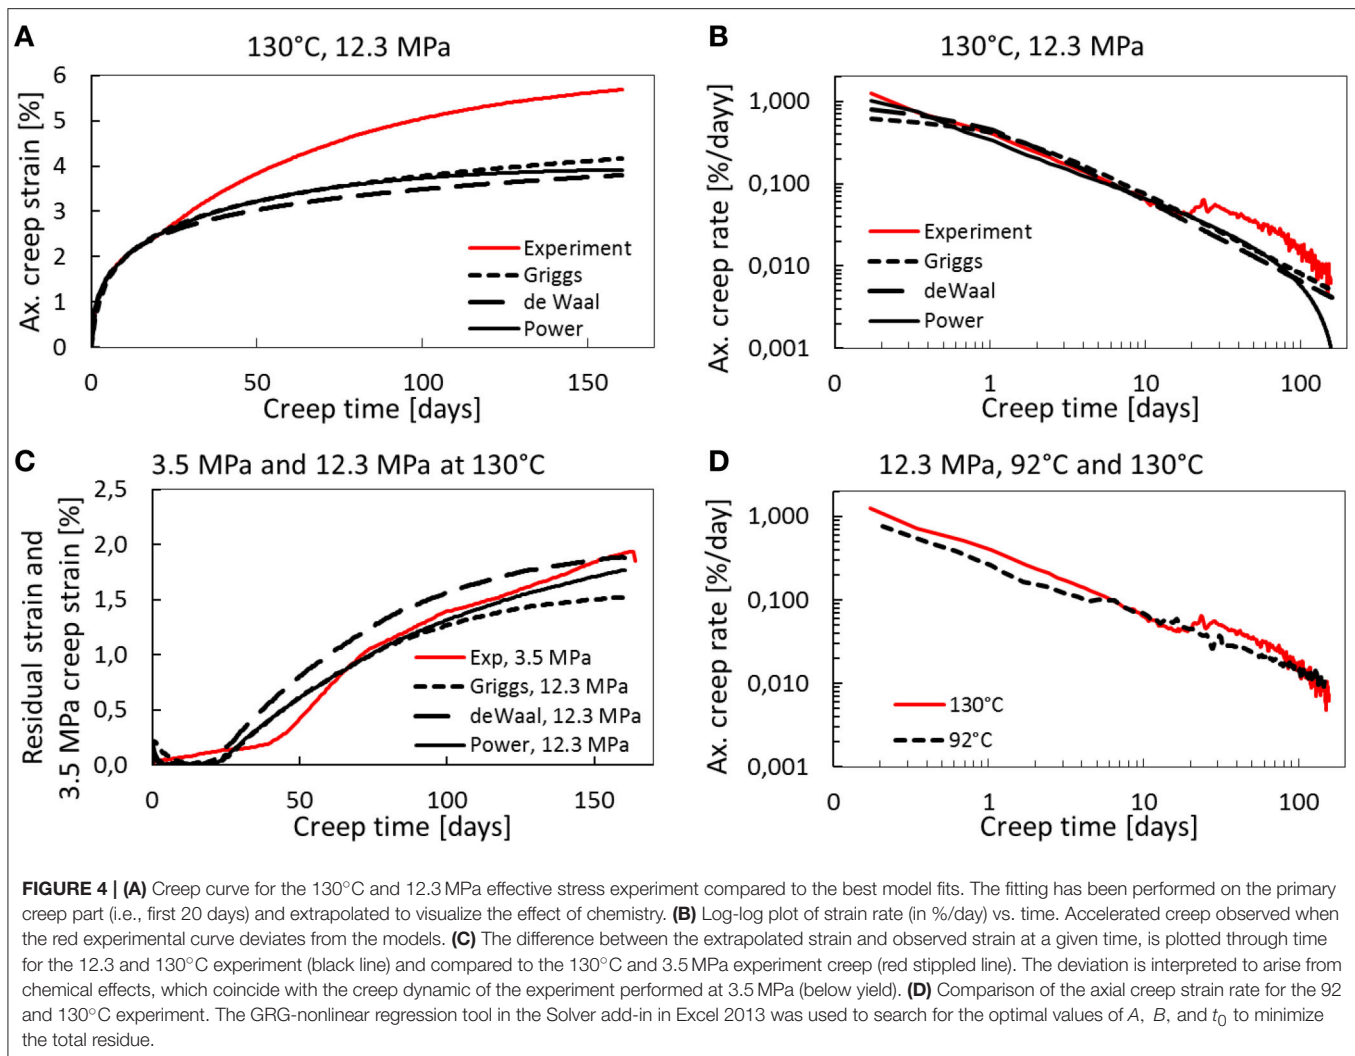 A
130°C, 12.3 MPa
Ax. creep strain [%]
6
5
4
3
2
1
0
Experiment
Griggs
de Waal
Power
0 50 100 150
Creep time [days]
B
130°C, 12.3 MPa
Ax. creep rate [%/dayy]
1,000
0,100
0,010
0,001
Experiment
Griggs
deWaal
Power
0 1 10 100
Creep time [days]
C
3.5 MPa and 12.3 MPa at 130°C
Residual strain and
3.5 MPa creep strain [%]
2,5
2,0
1,5
1,0
0,5
0,0
Exp, 3.5 MPa
Griggs, 12.3 MPa
deWaal, 12.3 MPa
Power, 12.3 MPa
0 50 100 150
Creep time [days]
D
12.3 MPa, 92°C and 130°C
Ax. creep rate [%/day]
1,000
0,100
0,010
0,001
130°C
92°C
0 1 10 100
Creep time [days]
FIGURE 4 | (A) Creep curve for the 130°C and 12.3 MPa effective stress experiment compared to the best model fits. The fitting has been performed on the primary
creep part (i.e., first 20 days) and extrapolated to visualize the effect of chemistry. (B) Log-log plot of strain rate (in %/day) vs. time. Accelerated creep observed when
the red experimental curve deviates from the models. (C) The difference between the extrapolated strain and observed strain at a given time, is plotted through time
for the 12.3 and 130°C experiment (black line) and compared to the 130°C and 3.5 MPa experiment creep (red stippled line). The deviation is interpreted to arise from
chemical effects, which coincide with the creep dynamic of the experiment performed at 3.5 MPa (below yield). (D) Comparison of the axial creep strain rate for the 92
and 130°C experiment. The GRG-nonlinear regression tool in the Solver add-in in Excel 2013 was used to search for the optimal values of A, B, and t0 to minimize
the total residue.